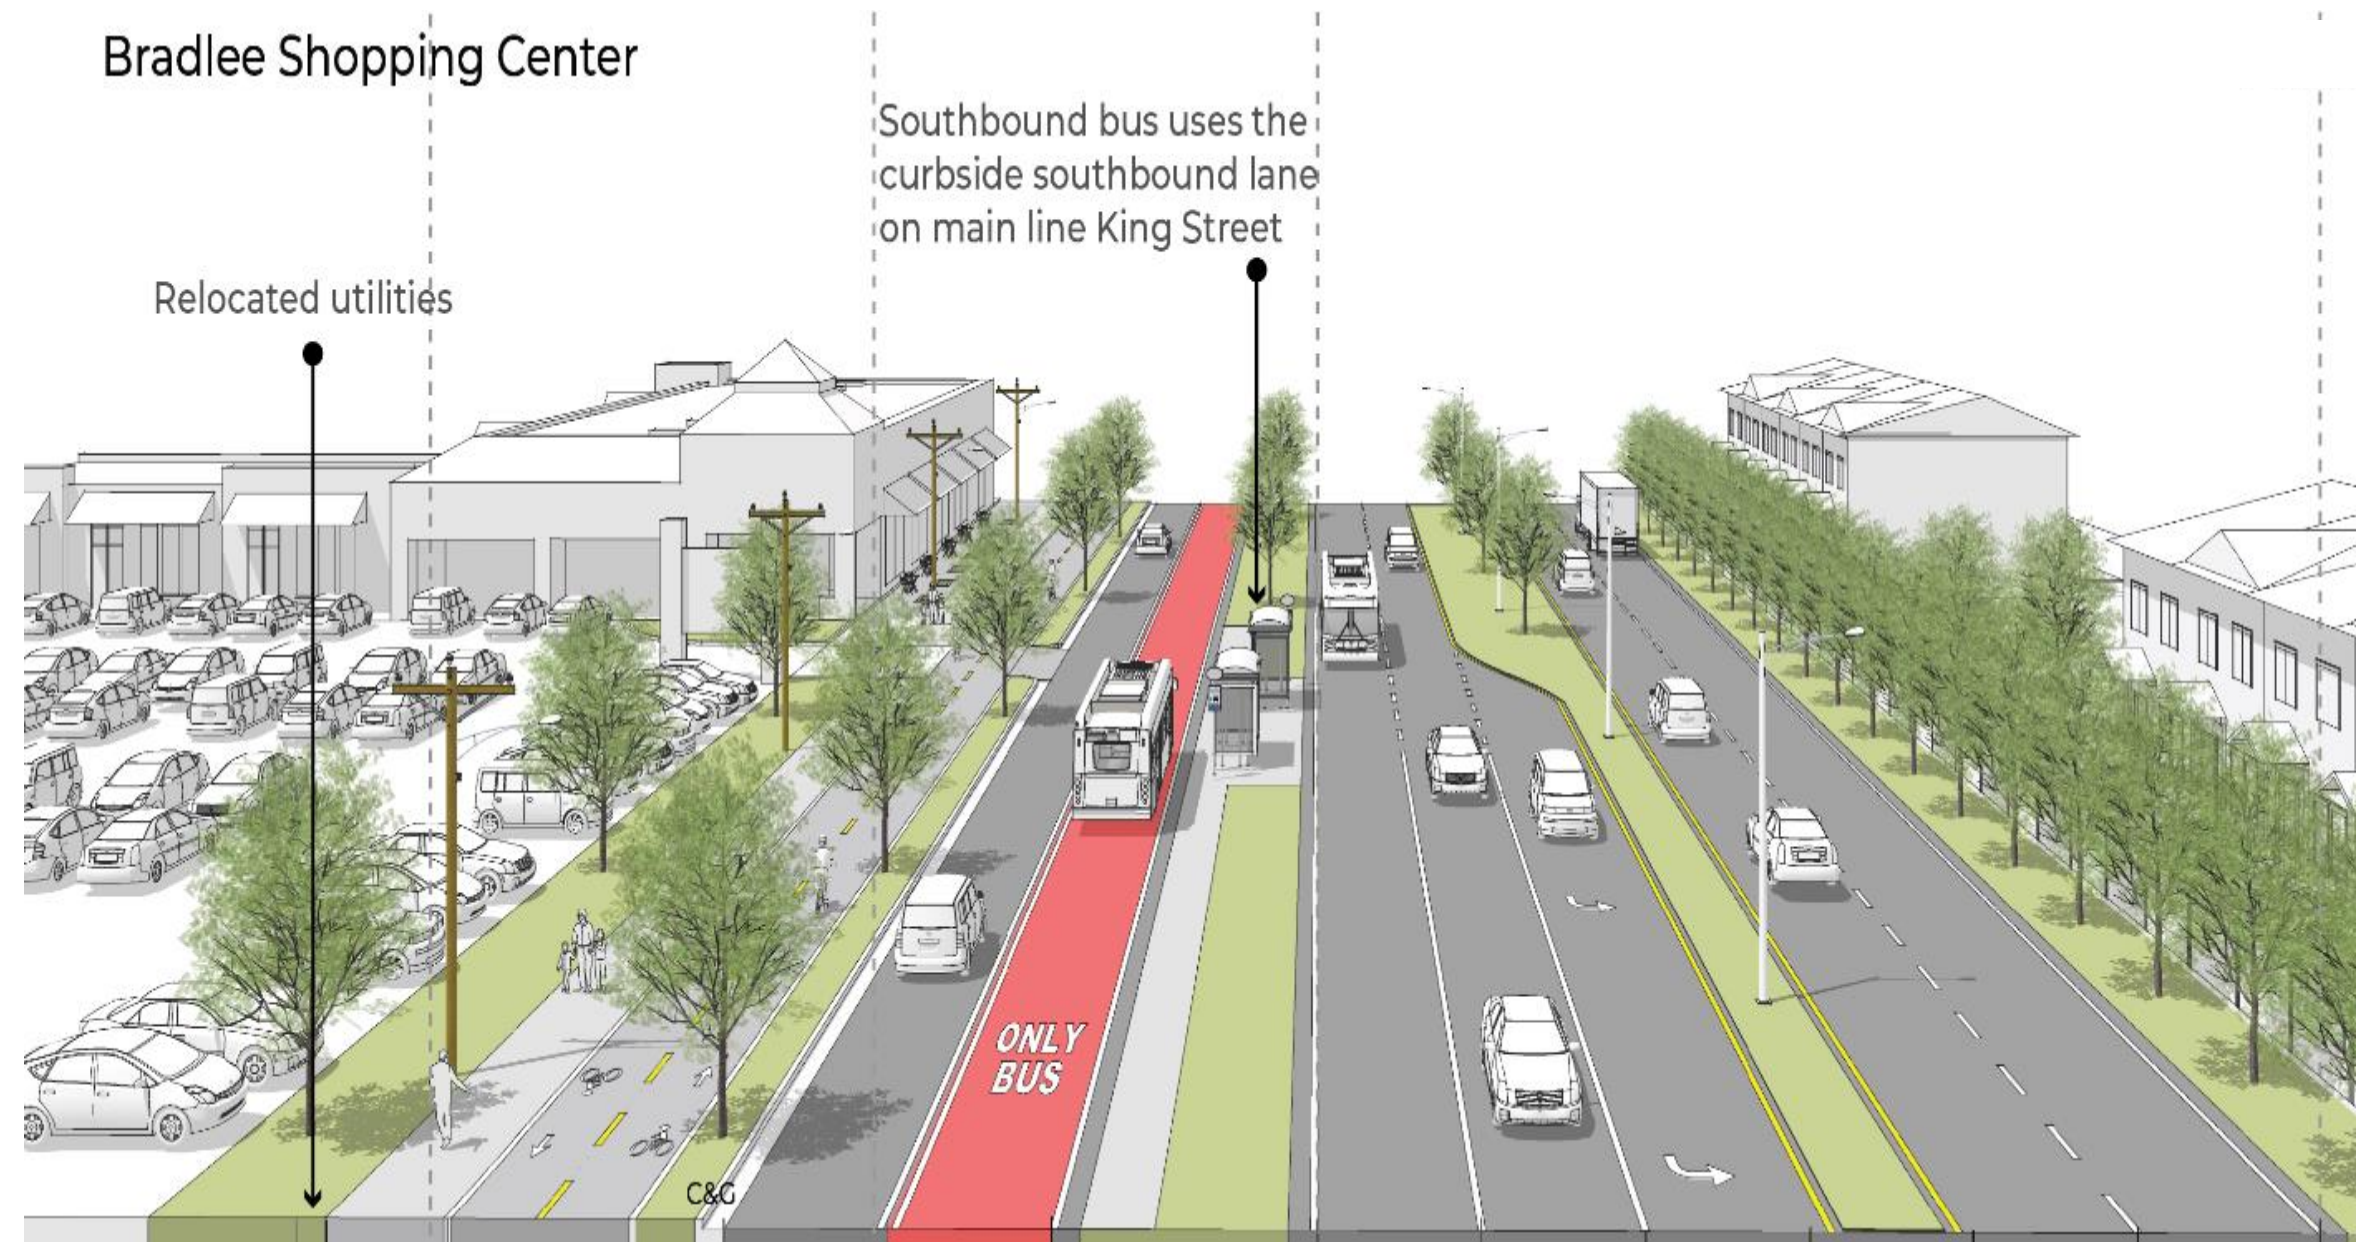 Bradlee Shopping Center
Southbound bus uses the
curbside southbound lane
on main line King Street
Relocated utilities
ONLY
BUS
C&G